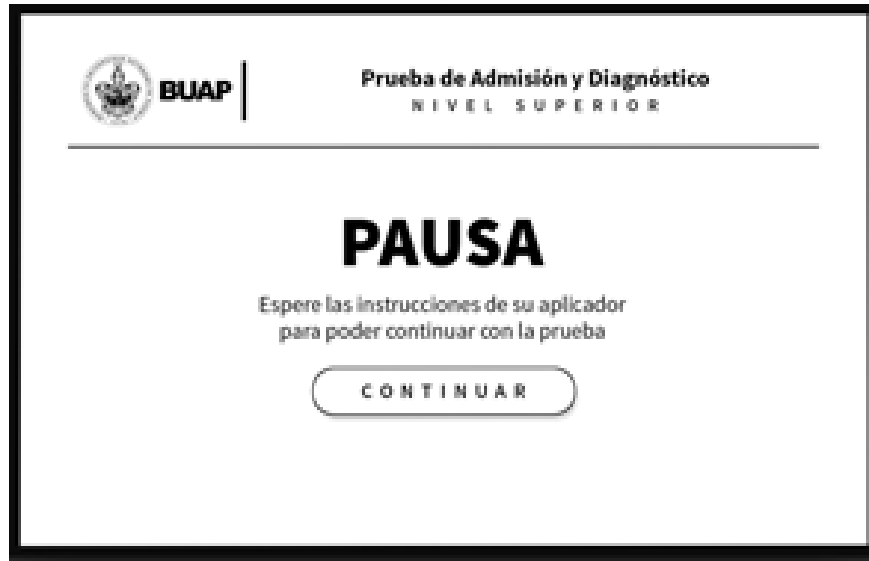 BUAP
Prueba de Admisión y Diagnóstico
NIVEL SUPERIOR
PAUSA
Espere las instrucciones de su aplicador
para poder continuar con la prueba
CONTINUAR